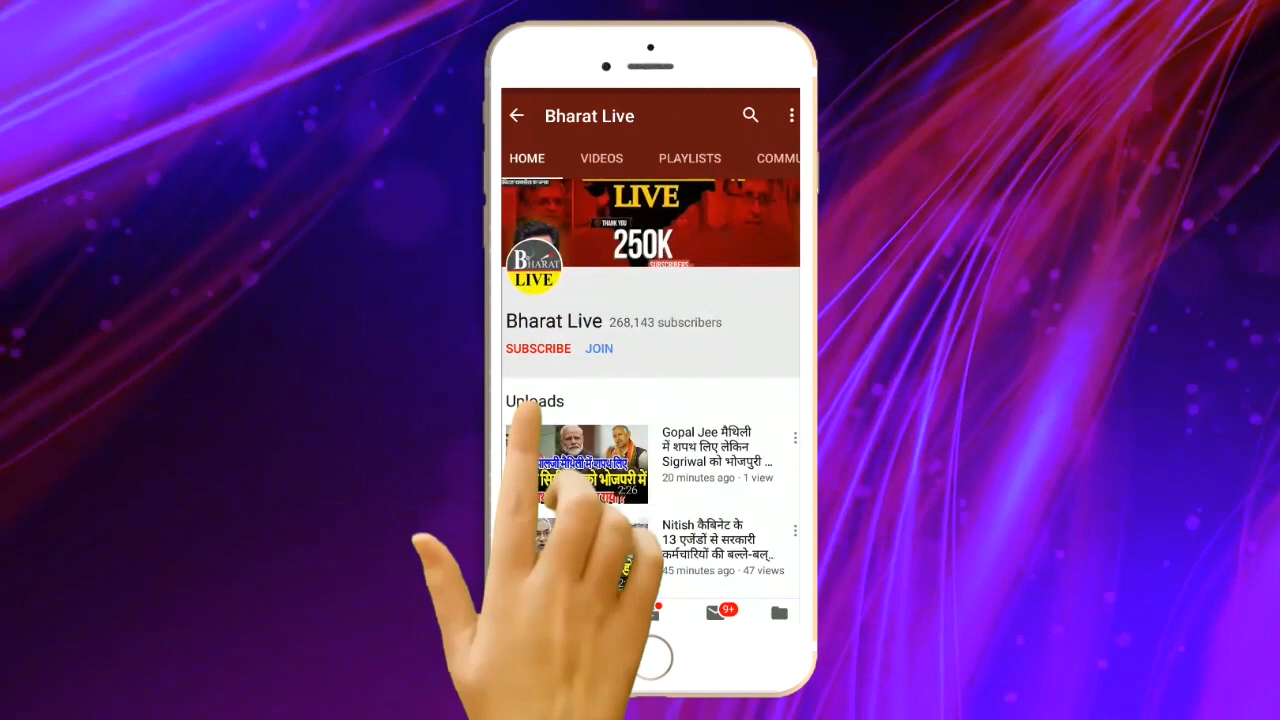 Bharat Live
HOME VIDEOS PLAYLISTS COMMU
LIVE
THANK YOU
250K
SUBSCRIBERS
BHARAT
LIVE
Bharat Live 268,143 subscribers
SUBSCRIBE JOIN
Uploads
Gopal Jee मैथिली
में शपथ लिए लेकिन
Sigriwal को भोजपुरी ...
20 minutes ago · 1 view
मैथिली में शपथ लिए
को भोजपुरी में
2:26
Nitish कैबिनेट के
13 एजेंडों से सरकारी
कर्मचारियों की बल्ले-बल्..
45 minutes ago · 47 views
9+